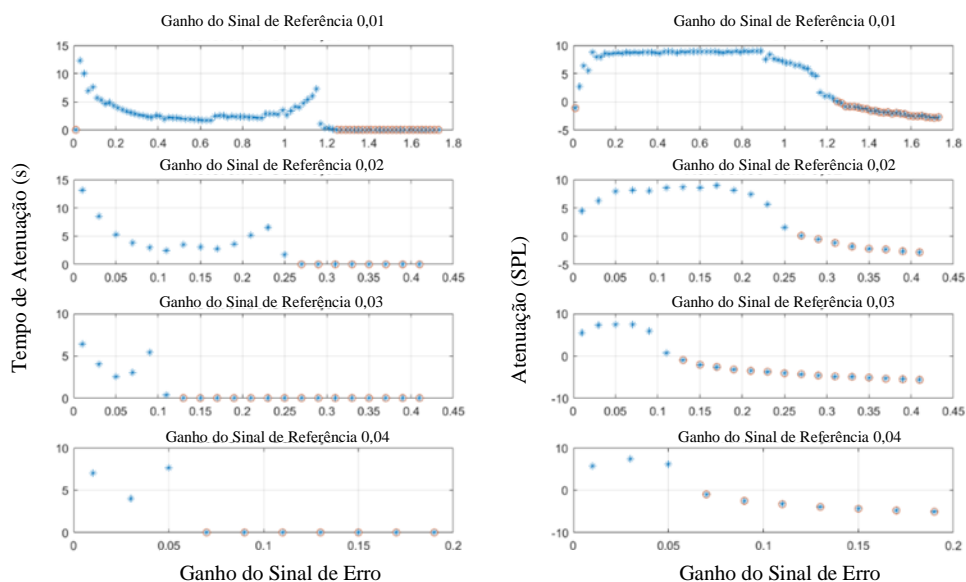 Ganho do Sinal de Referência 0,01
Ganho do Sinal de Referência 0,01
15
10
5
0
0 0.2 0.4 0.6 0.8 1 1.2 1.4 1.6 1.8
10
5
0
-5
0 0.2 0.4 0.6 0.8 1 1.2 1.4 1.6 1.8
Ganho do Sinal de Referência 0,02
Ganho do Sinal de Referência 0,02
15
10
5
0
0 0.05 0.1 0.15 0.2 0.25 0.3 0.35 0.4 0.45
10
5
0
-5
0 0.05 0.1 0.15 0.2 0.25 0.3 0.35 0.4 0.45
Tempo de Atenuação (s)
Atenuação (SPL)
Ganho do Sinal de Referência 0,03
Ganho do Sinal de Referência 0,03
10
5
0
0 0.05 0.1 0.15 0.2 0.25 0.3 0.35 0.4 0.45
10
0
-10
0 0.05 0.1 0.15 0.2 0.25 0.3 0.35 0.4 0.45
Ganho do Sinal de Referência 0,04
Ganho do Sinal de Referência 0,04
10
5
0
0 0.05 0.1 0.15 0.2
10
0
-10
0 0.05 0.1 0.15 0.2
Ganho do Sinal de Erro
Ganho do Sinal de Erro